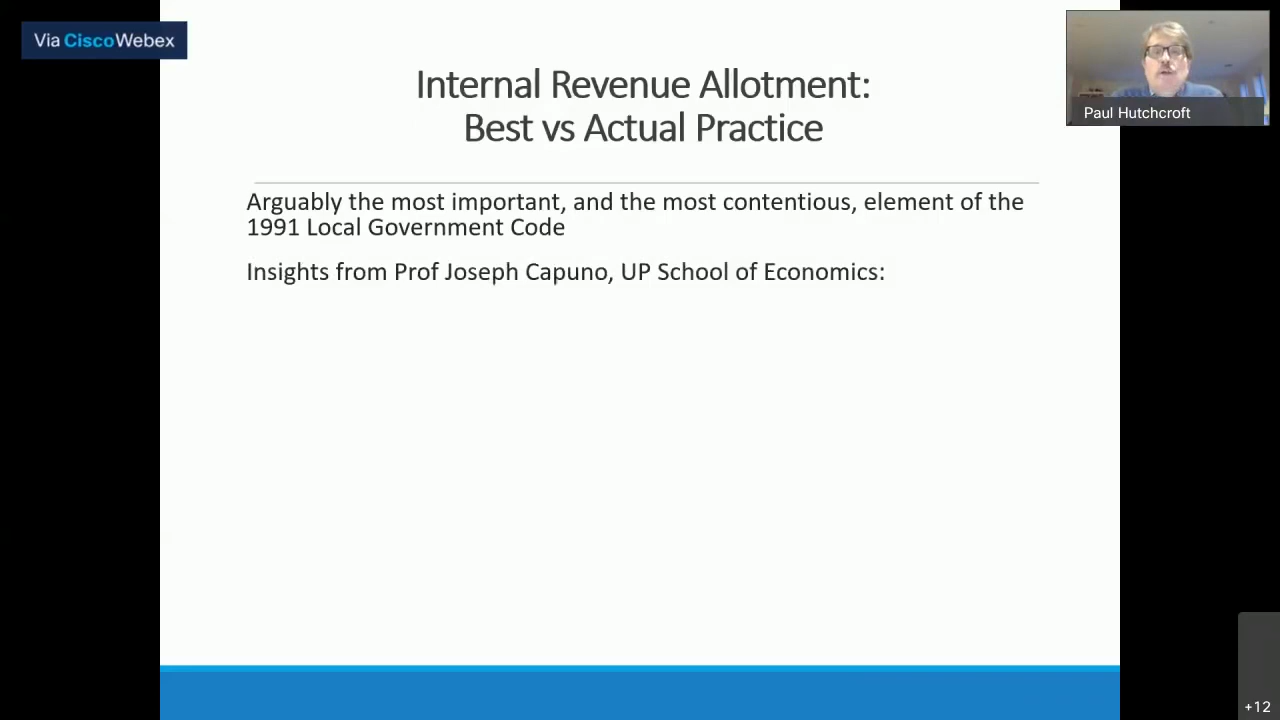 Via CiscoWebex
Paul Hutchcroft
Internal Revenue Allotment:
Best vs Actual Practice
Arguably the most important, and the most contentious, element of the
1991 Local Government Code
Insights from Prof Joseph Capuno, UP School of Economics:
+12